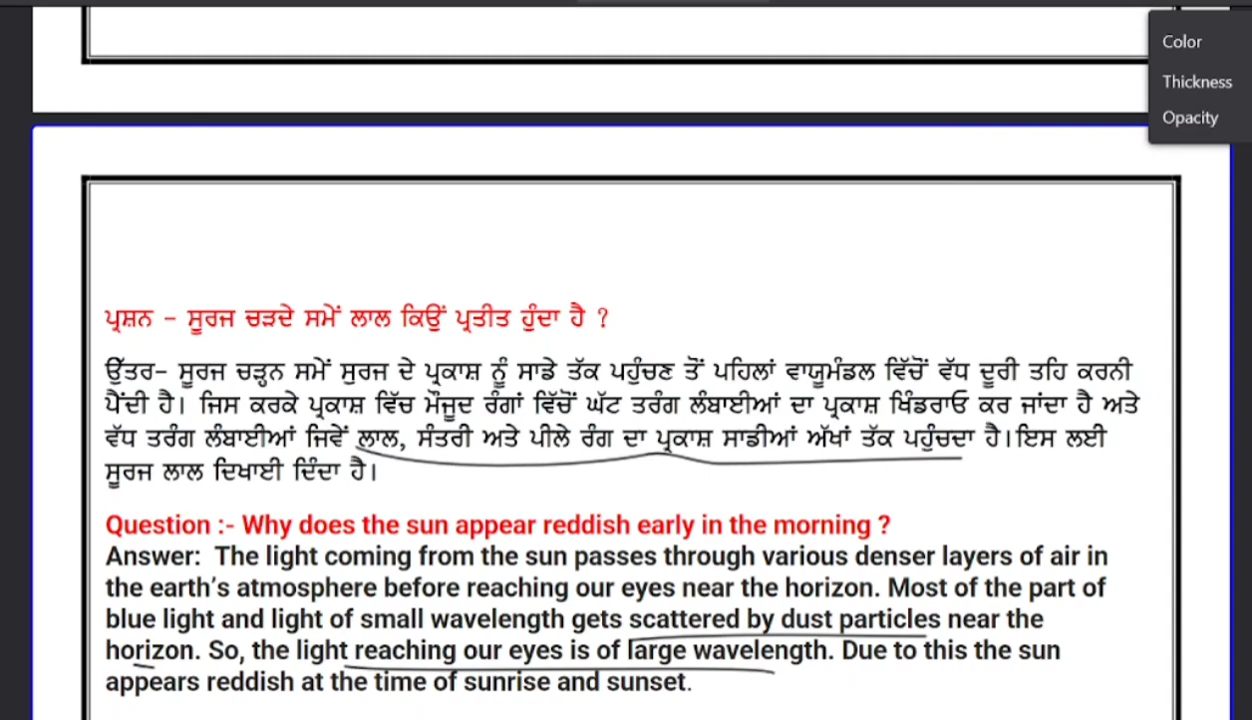 Color
Thickness
Opacity
ਪ੍ਰਸ਼ਨ - ਸੂਰਜ ਚੜਦੇ ਸਮੇਂ ਲਾਲ ਕਿਉਂ ਪ੍ਰਤੀਤ ਹੁੰਦਾ ਹੈ ?
ਉੱਤਰ- ਸੂਰਜ ਚੜ੍ਹਨ ਸਮੇਂ ਸੁਰਜ ਦੇ ਪ੍ਰਕਾਸ਼ ਨੂੰ ਸਾਡੇ ਤੱਕ ਪਹੁੰਚਣ ਤੋਂ ਪਹਿਲਾਂ ਵਾਯੂਮੰਡਲ ਵਿੱਚੋਂ ਵੱਧ ਦੂਰੀ ਤਹਿ ਕਰਨੀ
ਪੈਂਦੀ ਹੈ। ਜਿਸ ਕਰਕੇ ਪ੍ਰਕਾਸ਼ ਵਿੱਚ ਮੌਜੂਦ ਰੰਗਾਂ ਵਿੱਚੋਂ ਘੱਟ ਤਰੰਗ ਲੰਬਾਈਆਂ ਦਾ ਪ੍ਰਕਾਸ਼ ਖਿੰਡਰਾਓ ਕਰ ਜਾਂਦਾ ਹੈ ਅਤੇ
ਵੱਧ ਤਰੰਗ ਲੰਬਾਈਆਂ ਜਿਵੇਂ ਲਾਲ, ਸੰਤਰੀ ਅਤੇ ਪੀਲੇ ਰੰਗ ਦਾ ਪ੍ਰਕਾਸ਼ ਸਾਡੀਆਂ ਅੱਖਾਂ ਤੱਕ ਪਹੁੰਚਦਾ ਹੈ।ਇਸ ਲਈ
ਸੂਰਜ ਲਾਲ ਦਿਖਾਈ ਦਿੰਦਾ ਹੈ।
Question :- Why does the sun appear reddish early in the morning ?
Answer: The light coming from the sun passes through various denser layers of air in
the earth's atmosphere before reaching our eyes near the horizon. Most of the part of
blue light and light of small wavelength gets scattered by dust particles near the
horizon. So, the light reaching our eyes is of large wavelength. Due to this the sun
appears reddish at the time of sunrise and sunset.